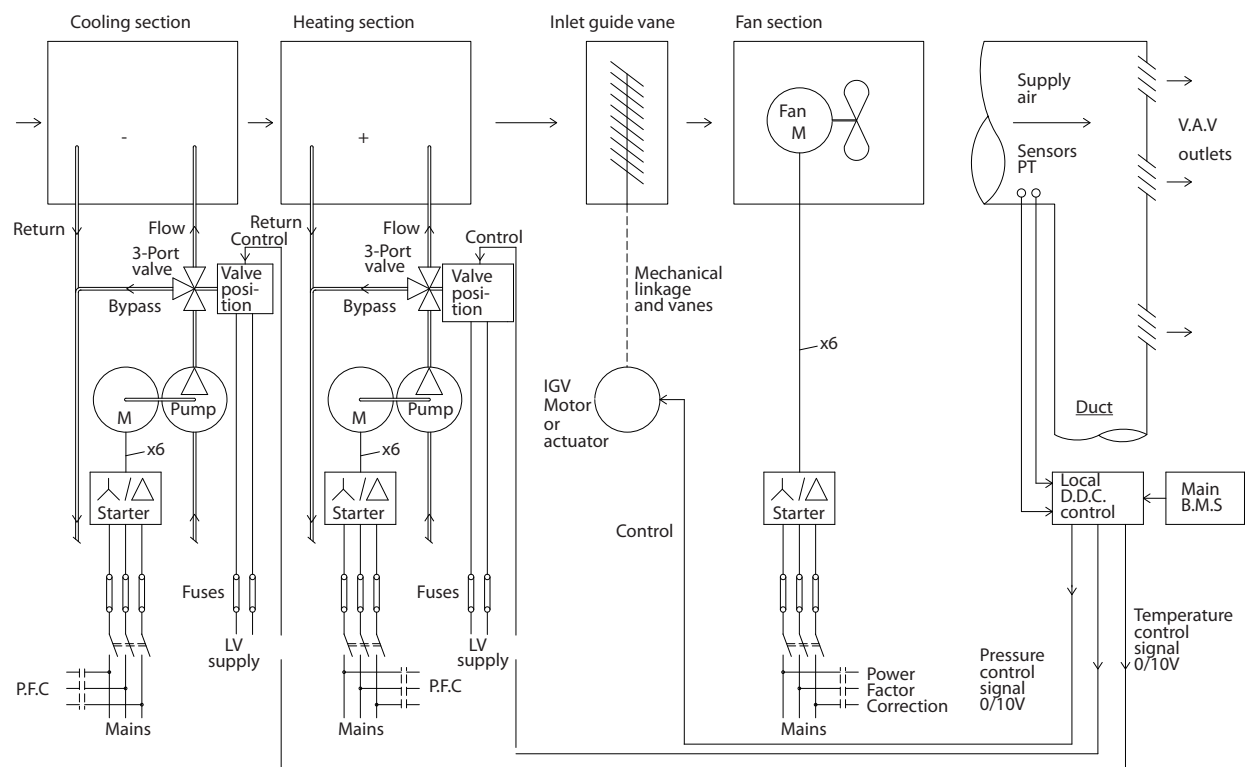 Cooling section
Heating section
Inlet guide vane
Fan section
-
+
Fan
M
Supply
air
Sensors
PT
V.A.V
outlets
Return
Flow
Control
3-Port
valve
Valve
posi-
tion
Bypass
Return
Flow
Control
3-Port
valve
Valve
posi-
tion
Bypass
Mechanical
linkage
and vanes
x6
M
Pump
M
Pump
IGV
Motor
or
actuator
Duct
x6
x6
Starter
Starter
Starter
Local
D.D.C.
control
Main
B.M.S
Control
Fuses
Fuses
LV
supply
LV
supply
Temperature
control
signal
0/10V
Pressure
control
signal
0/10V
P.F.C
P.F.C
Power
Factor
Correction
Mains
Mains
Mains